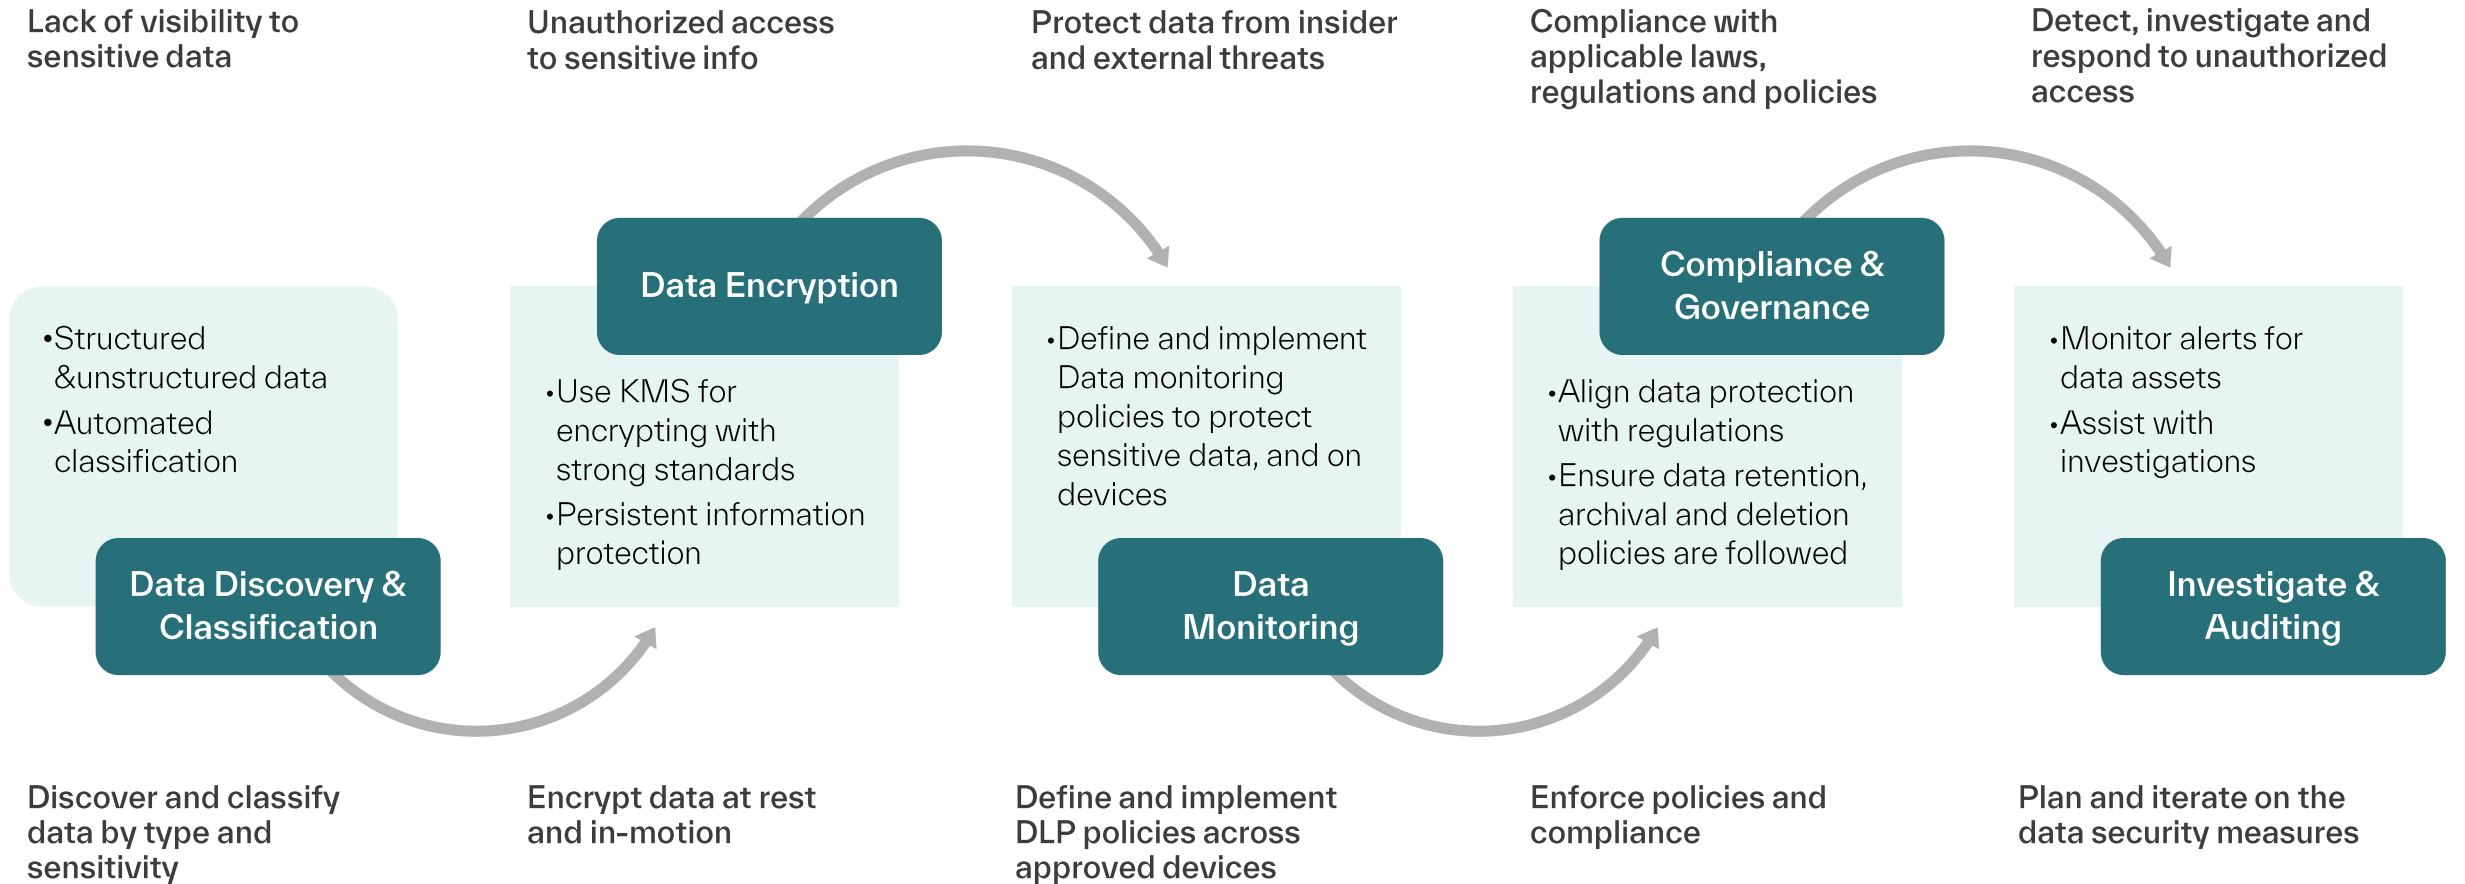 Lack of visibility to
sensitive data
Unauthorized access
to sensitive info
Protect data from insider
and external threats
Compliance with
applicable laws,
regulations and policies
Detect, investigate and
respond to unauthorized
access
•Structured
&unstructured data
•Automated
classification
Data Discovery &
Classification
Data Encryption
•Use KMS for
encrypting with
strong standards
•Persistent information
protection
•Define and implement
Data monitoring
policies to protect
sensitive data, and on
devices
Data
Monitoring
Compliance &
Governance
•Align data protection
with regulations
•Ensure data retention,
archival and deletion
policies are followed
•Monitor alerts for
data assets
•Assist with
investigations
Investigate &
Auditing
Discover and classify
data by type and
sensitivity
Encrypt data at rest
and in-motion
Define and implement
DLP policies across
approved devices
Enforce policies and
compliance
Plan and iterate on the
data security measures